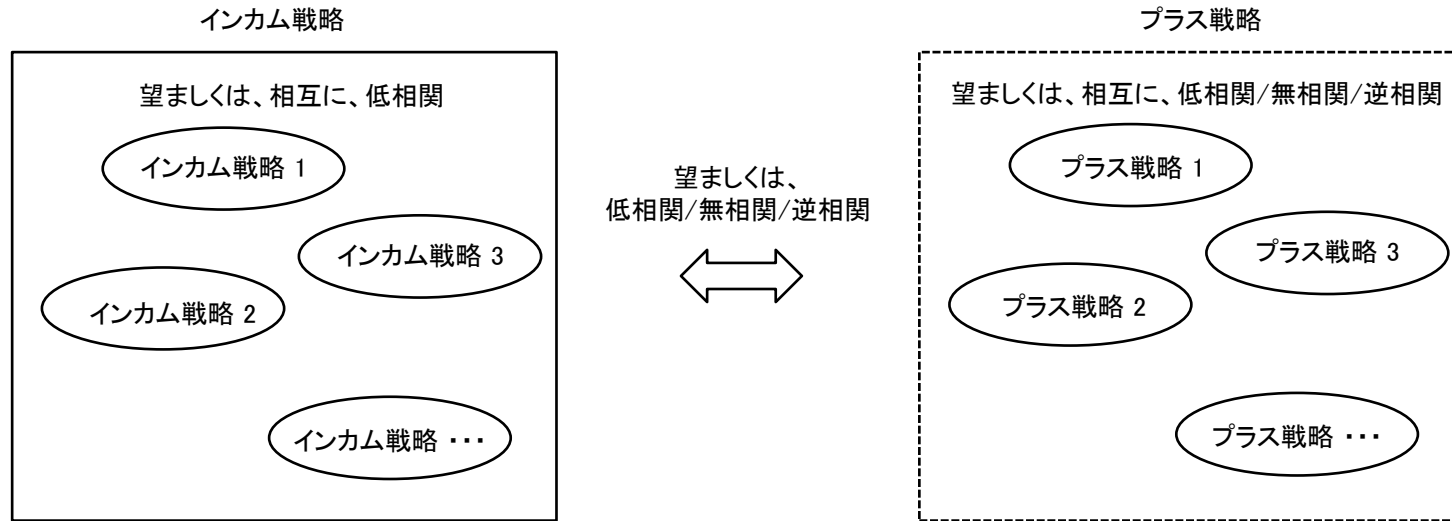 インカム戦略
望ましくは、相互に、低相関
インカム戦略 1
インカム戦略 3
インカム戦略 2
インカム戦略 ・・・
望ましくは、
低相関/無相関/逆相関
プラス戦略
望ましくは、相互に、低相関/無相関/逆相関
プラス戦略 1
プラス戦略 3
プラス戦略 2
プラス戦略 ・・・